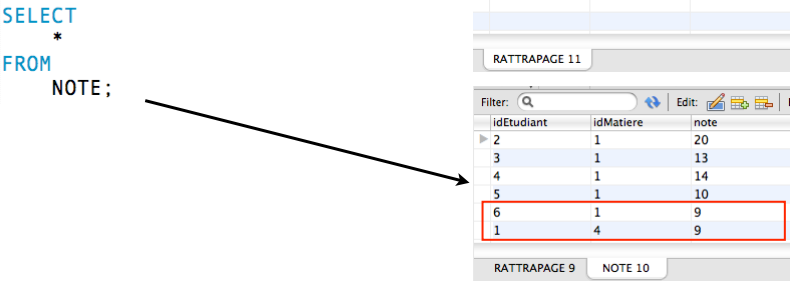 SELECT
*
FROM
NOTE;
RATTRAPAGE 11
Filter: Edit:
idEtudiant idMatiere note
2 1 20
3 1 13
4 1 14
5 1 10
6 1 9
1 4 9
RATTRAPAGE 9 NOTE 10